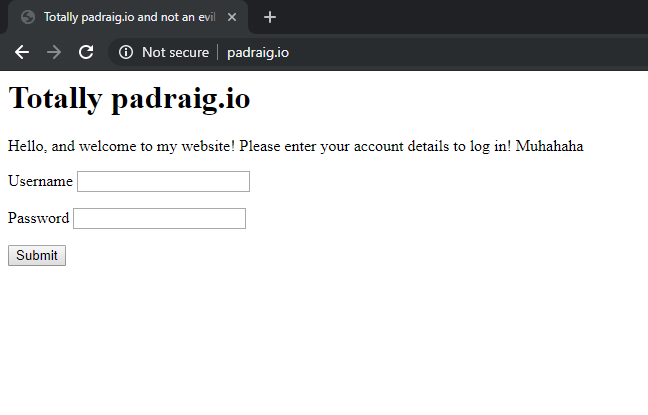 Totally padraig.io and not an evil
Not secure padraig.io
Totally padraig.io
Hello, and welcome to my website! Please enter your account details to log in! Muhahaha
Username
Password
Submit